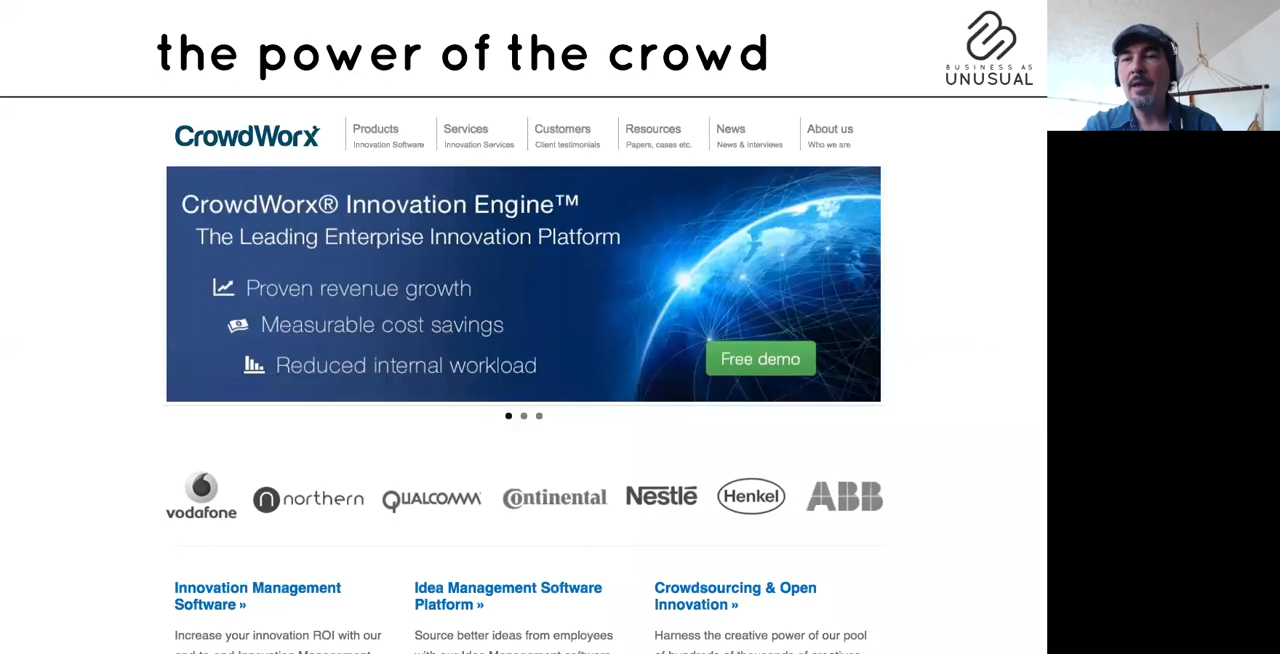 the power of the crowd
BUSINESS AS
UNUSUAL
CrowdWorx
Products
Innovation Software
Services
Innovation Services
Customers
Client testimonials
Resources
Papers, cases etc.
News
News & Interviews
About us
Who we are
CrowdWorx® Innovation Engine™
The Leading Enterprise Innovation Platform
Proven revenue growth
Measurable cost savings
Reduced internal workload
Free demo
vodafone
northern
QUALCOMM
Continental
Nestlé
Henkel
ABB
Innovation Management
Software »
Increase your innovation ROI with our
Idea Management Software
Platform »
Source better ideas from employees
Crowdsourcing & Open
Innovation »
Harness the creative power of our pool